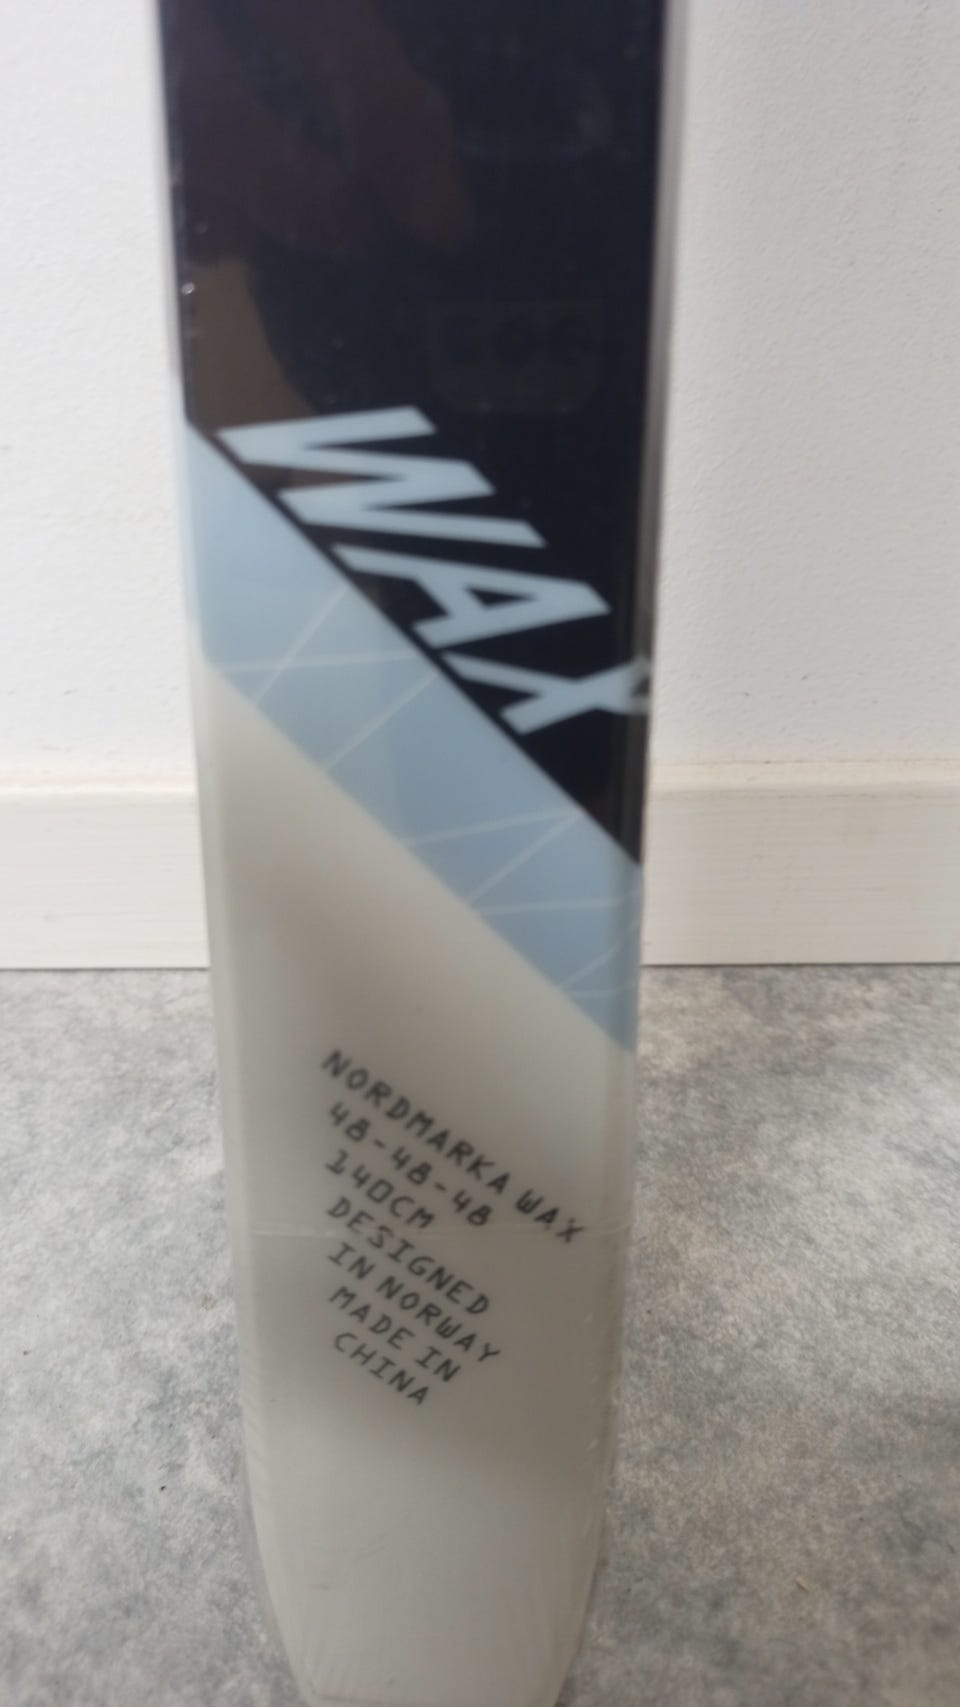 WAX
NORDMARKA WAX
48-48-48
140CM
DESIGNED
IN NORWAY
MADE IN
CHINA